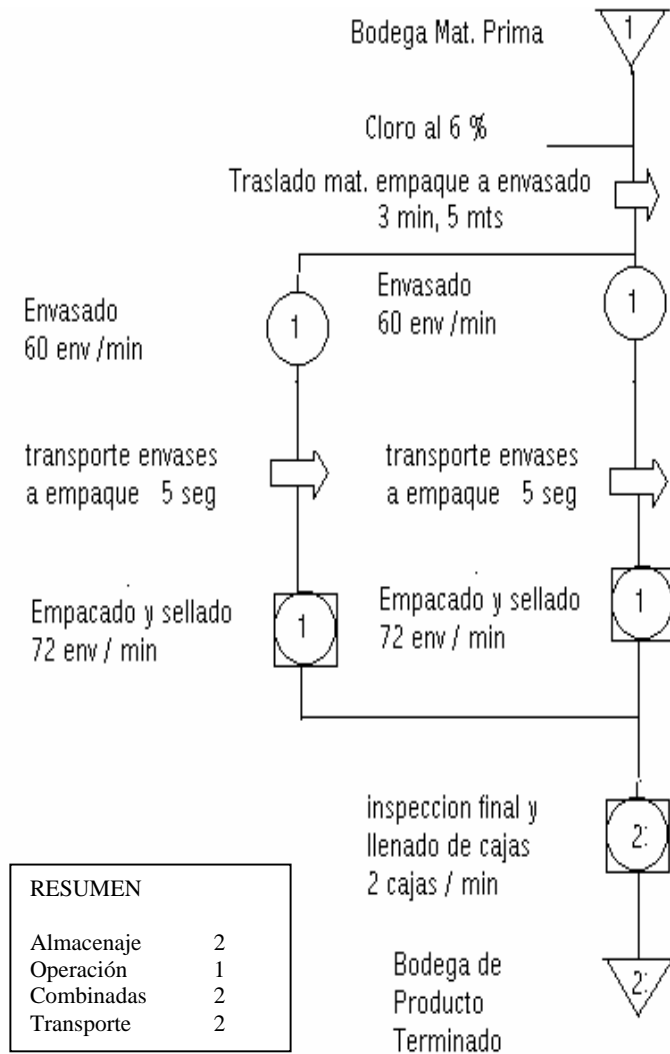 Bodega Mat. Prima
1
Cloro al 6 %
Traslado mat. empaque a envasado
3 min, 5 mts
Envasado
60 env /min
1
Envasado
60 env /min
1
transporte envases
a empaque 5 seg
transporte envases
a empaque 5 seg
Empacado y sellado
72 env / min
1
Empacado y sellado
72 env / min
1
inspeccion final y
llenado de cajas
2 cajas / min
2:
RESUMEN
Almacenaje 2
Operación 1
Combinadas 2
Transporte 2
Bodega de
Producto
Terminado
2: